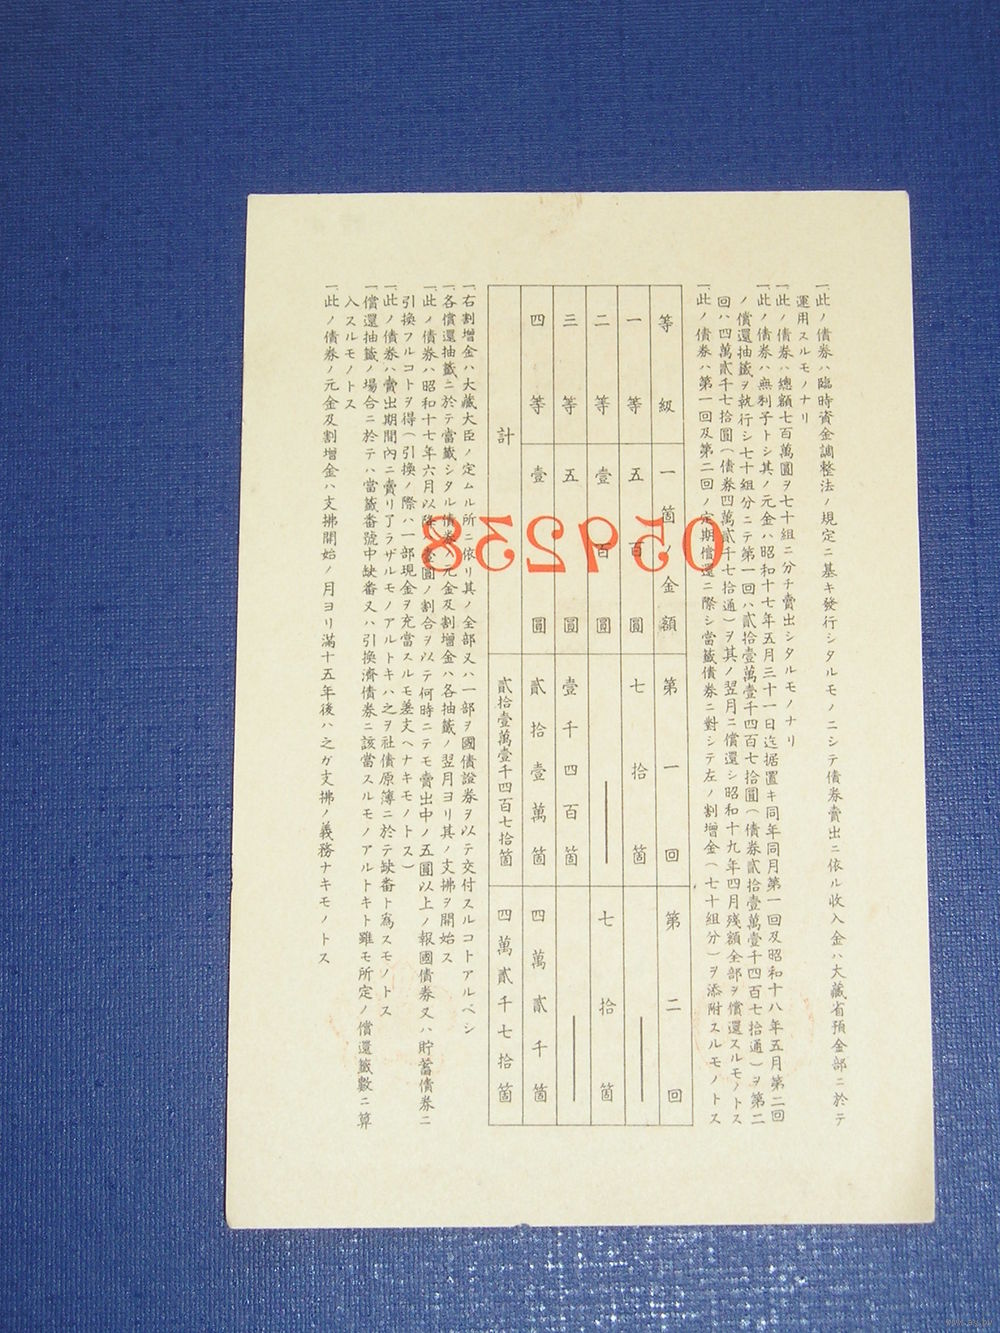 一此ノ債券ハ臨時資金調整法ノ規定ニ基キ發行シタルモノニシテ債券賣出ニ依ル收入金ハ大藏省預金部ニ於テ
運用スルモノナリ
一此ノ債券ハ總額七百萬圓ヲ七十組ニ分チ賣出シタルモノナリ
一此ノ債券ハ無利子トシ其ノ元金ハ昭和十七年五月三十一日迄据置キ同年同月第一回及昭和十八年五月第二回
ノ償還抽籤ヲ執行シ七十組分ニテ第一回ハ貳拾壹萬壹千四百七拾圓(債券貳拾壹萬壹千四百七拾通)ヲ第二
回ハ四萬貳千七拾圓(債券四萬貳千七拾通)ヲ其ノ翌月ニ償還シ昭和十九年四月殘額全部ヲ償還スルモノトス
一此ノ債券ハ第一回及第二回ノ定期償還ニ際シ當籤債券ニ對シテ左ノ割增金(七十組分)ヲ添附スルモノトス
等級 一箇ノ金額 第一回 第二回
一等 五百圓 七拾箇 ―
二等 壹百圓 ― 七拾箇
三等 五圓 壹千四百箇 ―
四等 壹圓 貳拾壹萬箇 四萬貳千箇
計 貳拾壹萬壹千四百七拾箇 四萬貳千七拾箇
一右割增金ハ大藏大臣ノ定ムル所ニ依リ其ノ全部又ハ一部ヲ國債證券ヲ以テ交付スルコトアルベシ
一各償還抽籤ニ於テ當籤シタル債券ノ元金及割增金ハ各抽籤ノ翌月ヨリ其ノ支拂ヲ開始ス
一此ノ債券ハ昭和十七年六月以降壹圓ノ割合ヲ以テ何時ニテモ賣出中ノ五圓以上ノ報國債券又ハ貯蓄債券ニ
引換フルコトヲ得(引換ノ際ハ一部現金ヲ充當スルモ差支ヘナキモノトス)
一此ノ債券ハ賣出期間內ニ賣リ了ラザルモノアルトキハ之ヲ社債原簿ニ於テ缺番ト爲スモノトス
一償還抽籤ノ場合ニ於テハ當籤番號中缺番又ハ引換濟債券ニ該當スルモノアルトキト雖モ所定ノ償還籤數ニ算
入スルモノトス
一此ノ債券ノ元金及割增金ハ支拂開始ノ月ヨリ滿十五年後ハ之ガ支拂ノ義務ナキモノトス
059238